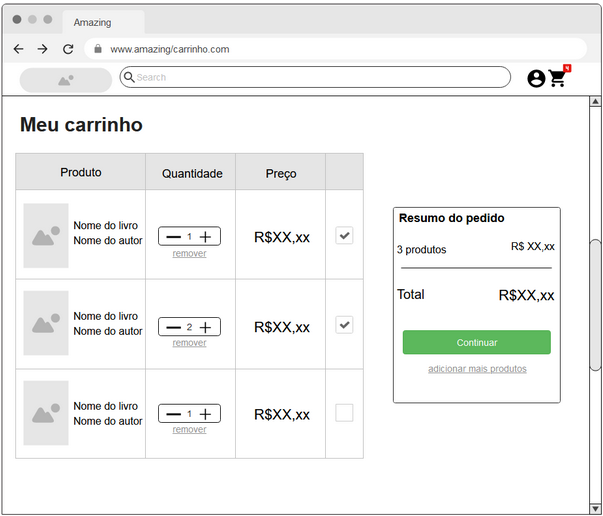 Amazing
www.amazing/carrinho.com
Search
4
Meu carrinho
Produto Quantidade Preço
Nome do livro
Nome do autor
1
remover
R$XX,xx
Nome do livro
Nome do autor
2
remover
R$XX,xx
Nome do livro
Nome do autor
1
remover
R$XX,xx
Resumo do pedido
3 produtos R$ XX,xx
Total R$XX,xx
Continuar
adicionar mais produtos